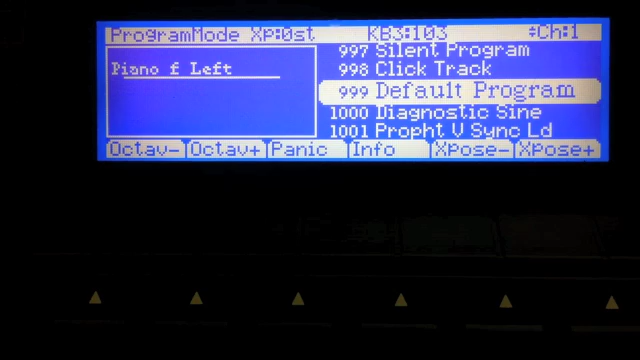 ProgramMode Xp:0st KB3:103 Ch:1
Piano f Left
997 Silent Program
998 Click Track
999 Default Program
1000 Diagnostic Sine
1001 Propht V Sync Ld
Octav- Octav+ Panic Info Xpose- Xpose+